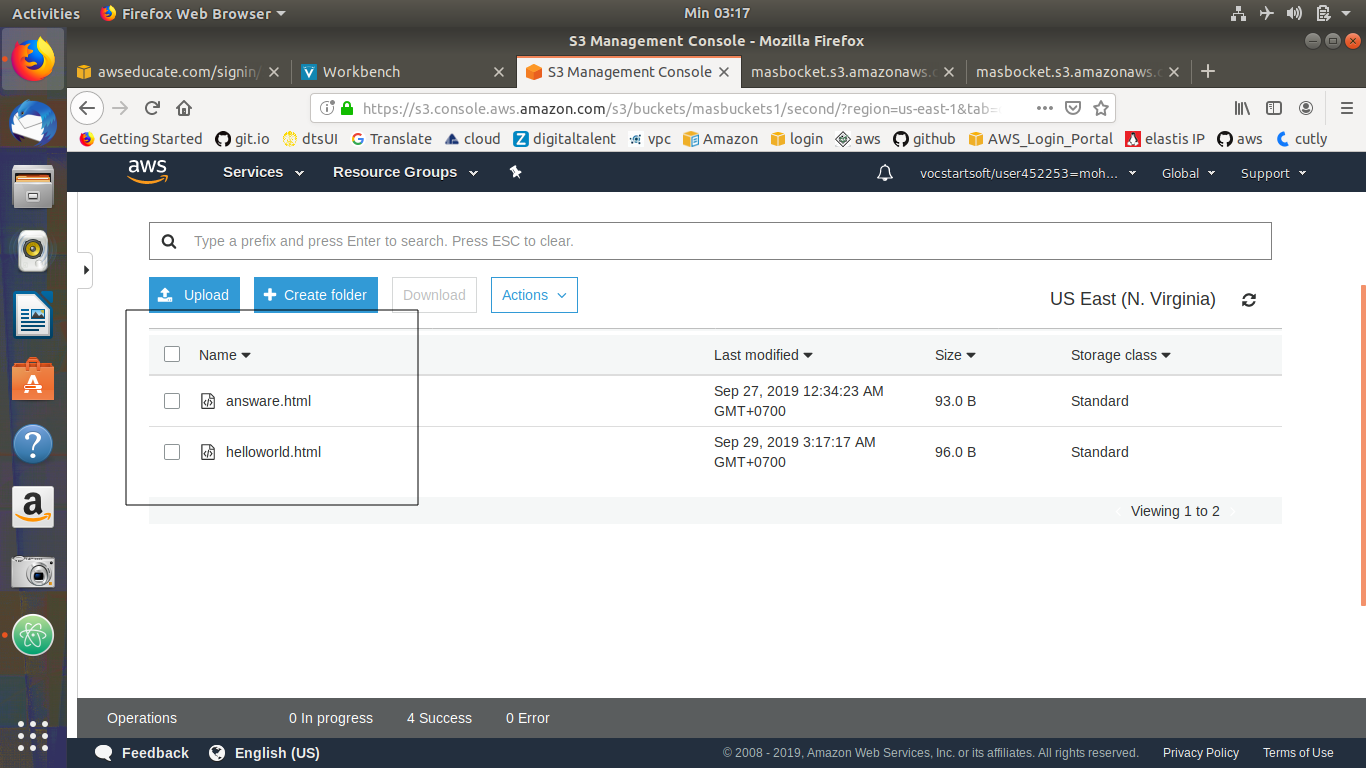 Activities Firefox Web Browser Min 03:17
S3 Management Console - Mozilla Firefox
awseducate.com/signin/ Workbench S3 Management Console masbocket.s3.amazonaws.c masbocket.s3.amazonaws.c
https://s3.console.aws.amazon.com/s3/buckets/masbuckets1/second/?region=us-east-1&tab=
Getting Started git.io dtsUI Translate cloud digitaltalent vpc Amazon login aws github AWS_Login_Portal elastis IP aws cutly
aws Services Resource Groups vocstartsoft/user452253=moh... Global Support
Type a prefix and press Enter to search. Press ESC to clear.
Upload Create folder Download Actions US East (N. Virginia)
Name Last modified Size Storage class
answare.html Sep 27, 2019 12:34:23 AM GMT+0700 93.0 B Standard
helloworld.html Sep 29, 2019 3:17:17 AM GMT+0700 96.0 B Standard
Viewing 1 to 2
Operations 0 In progress 4 Success 0 Error
Feedback English (US) © 2008 - 2019, Amazon Web Services, Inc. or its affiliates. All rights reserved. Privacy Policy Terms of Use